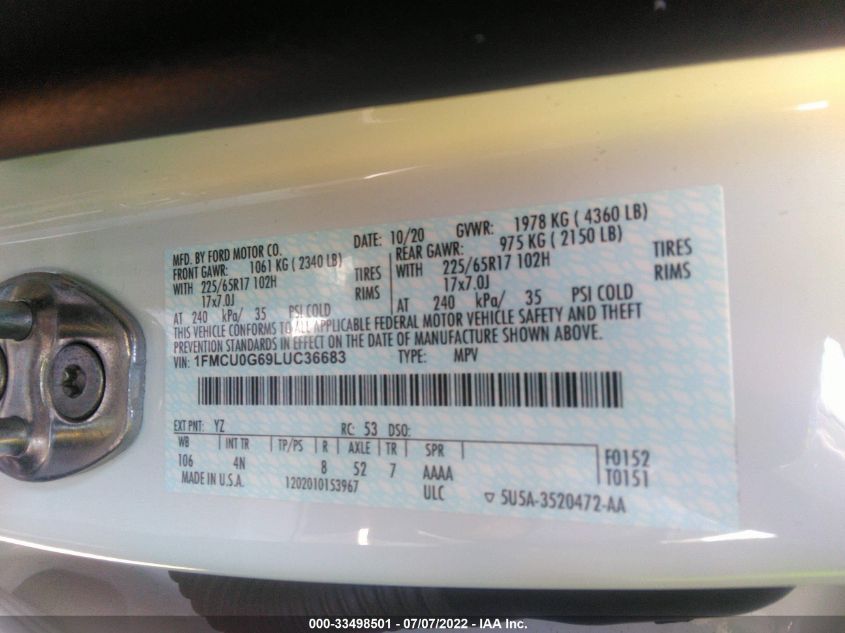 MFD. BY FORD MOTOR CO. DATE: 10/20 GVWR: 1978 KG ( 4360 LB)
FRONT GAWR: 1061 KG ( 2340 LB) REAR GAWR: 975 KG ( 2150 LB)
WITH 225/65R17 102H TIRES WITH 225/65R17 102H TIRES
17x7.0J RIMS 17x7.0J RIMS
AT 240 kPa/ 35 PSI COLD AT 240 kPa/ 35 PSI COLD
THIS VEHICLE CONFORMS TO ALL APPLICABLE FEDERAL MOTOR VEHICLE SAFETY AND THEFT
PREVENTION STANDARDS IN EFFECT ON THE DATE OF MANUFACTURE SHOWN ABOVE.
VIN: 1FMCU0G69LUC36683 TYPE: MPV
EXT PNT: YZ RC: 53 DSO:
WB INT TR TP/PS R AXLE TR SPR F0152
106 4N 8 52 7 AAAA T0151
MADE IN U.S.A. 1202010153967 ULC ▽ 5U5A-3520472-AA
000-33498501 / 07/07/2022 - IAA Inc.